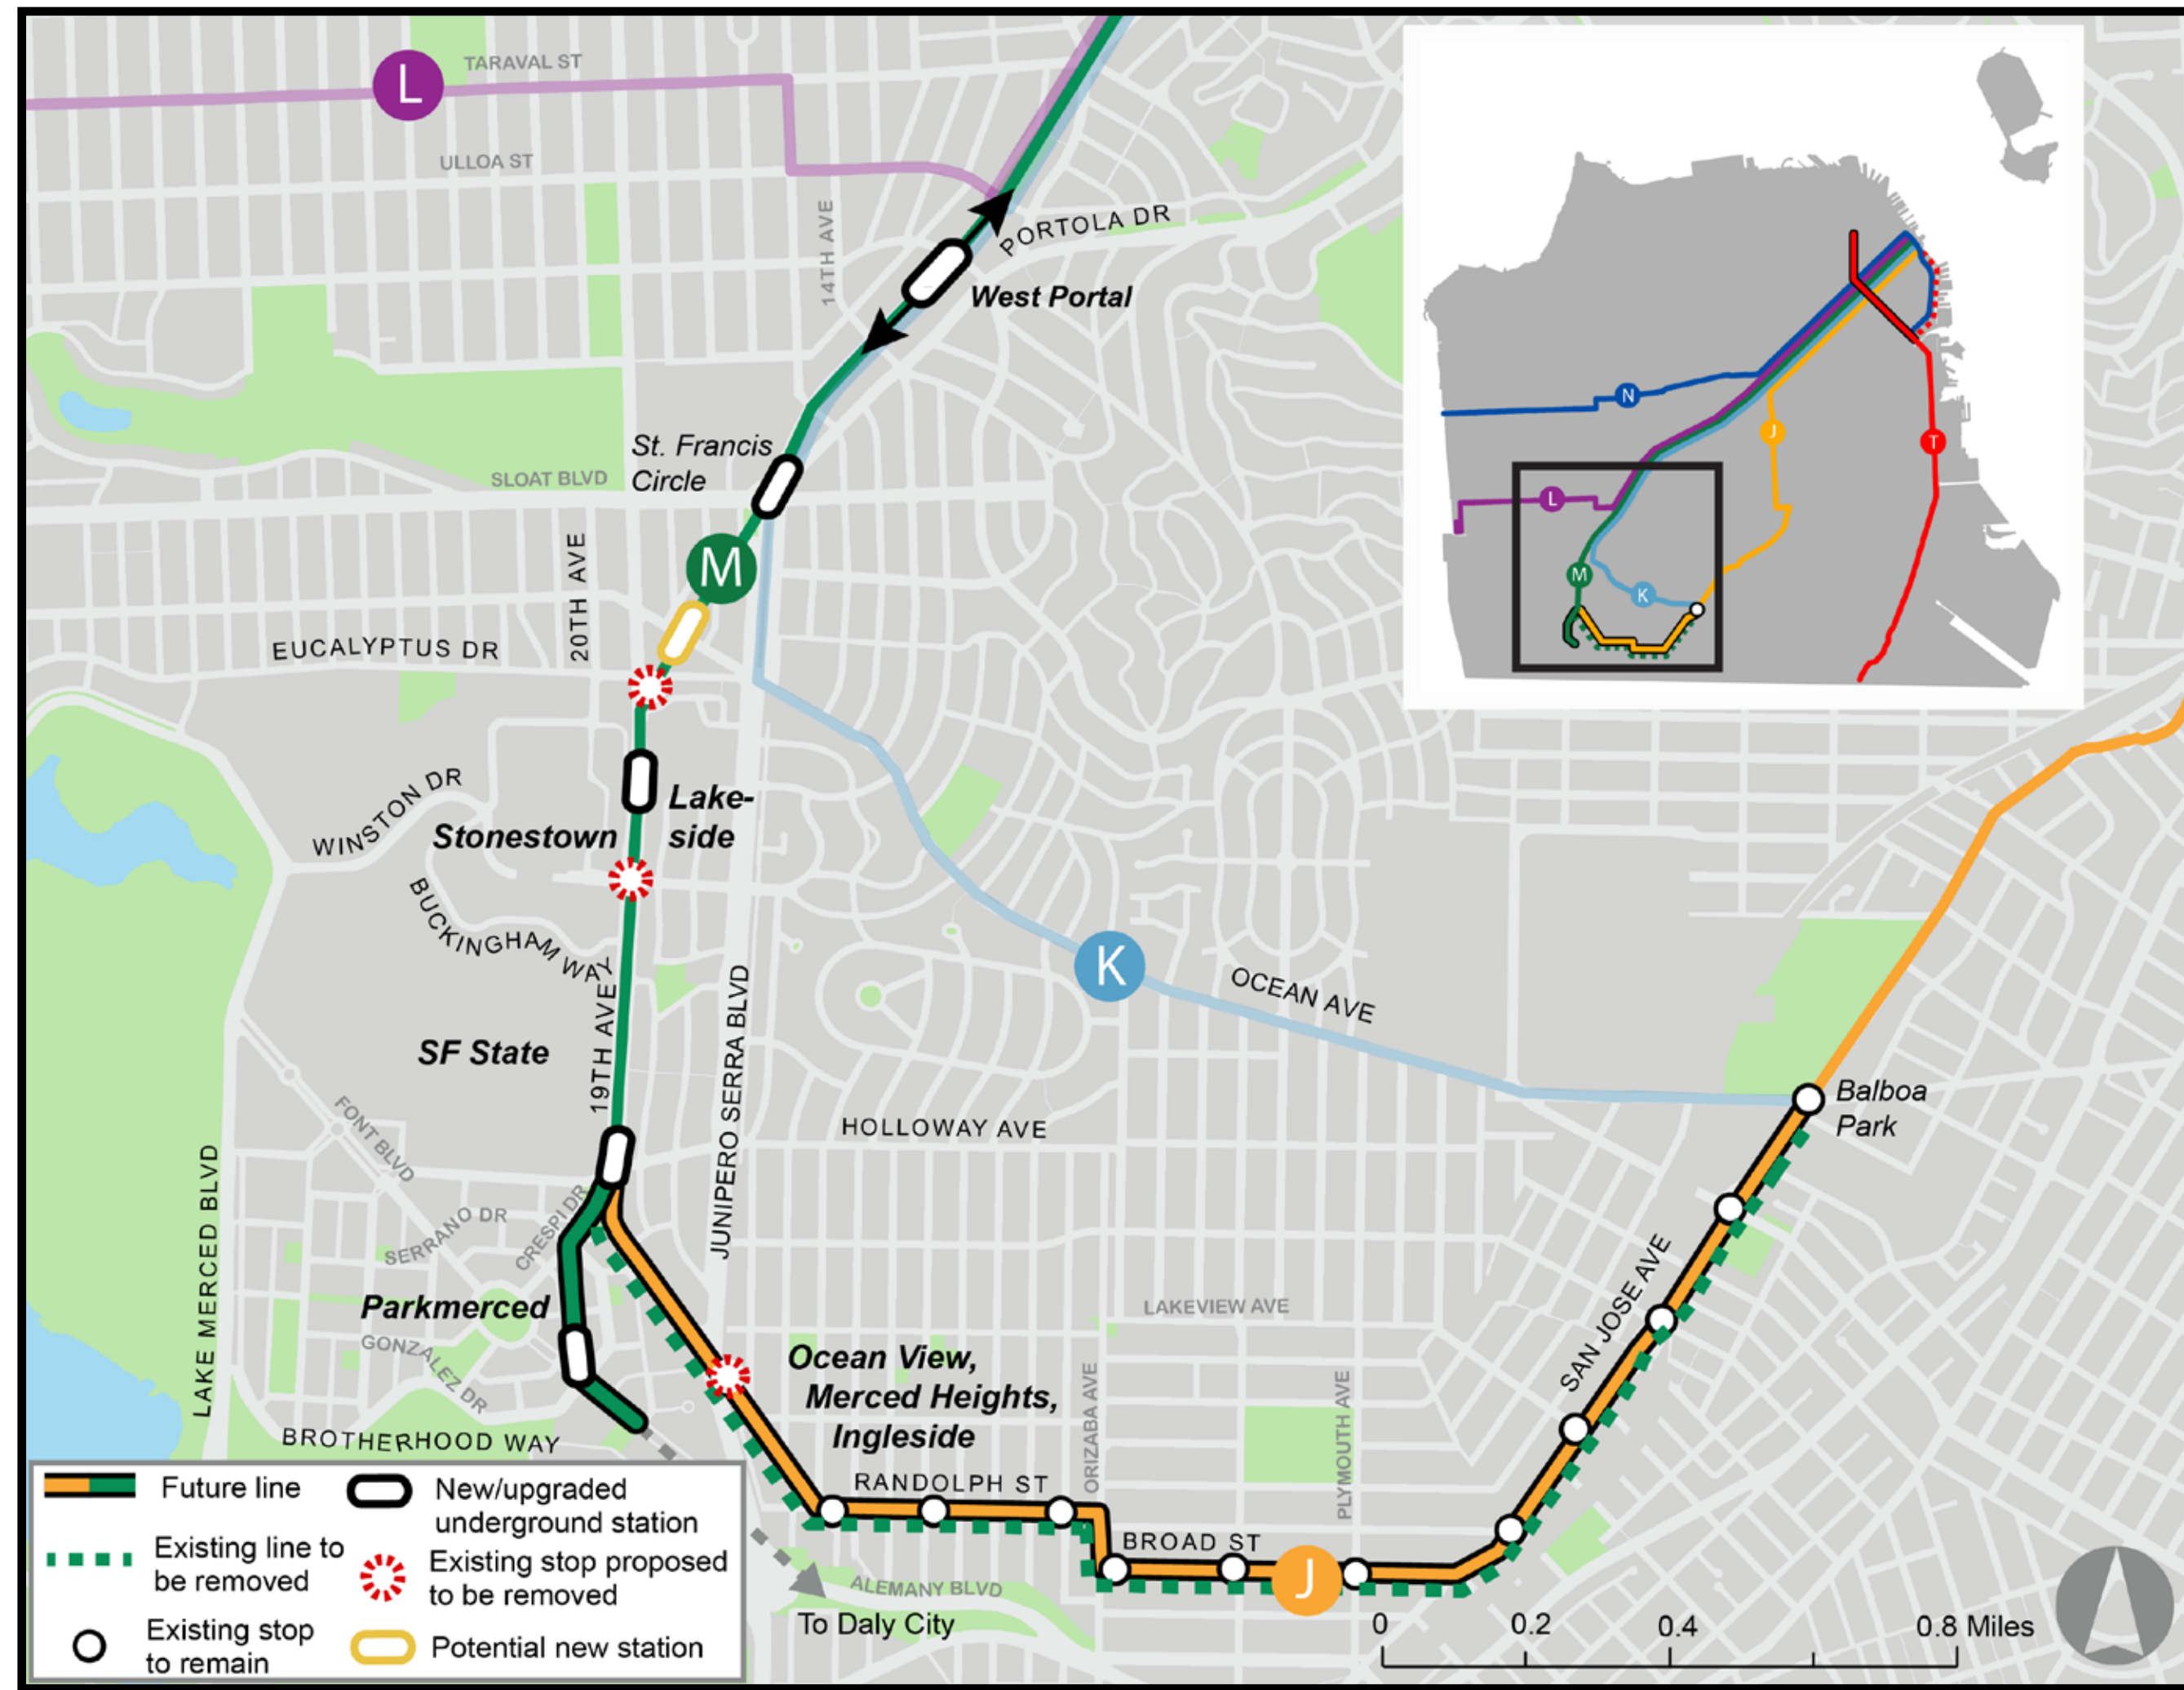 TARAVAL ST
L
ULLOA ST
14TH AVE
PORTOLA DR
West Portal
St. Francis
Circle
SLOAT BLVD
M
20TH AVE
EUCALYPTUS DR
WINSTON DR
Lake-
side
Stonestown
BUCKINGHAM WAY
19TH AVE
SF State
JUNIPERO SERRA BLVD
K
OCEAN AVE
HOLLOWAY AVE
Balboa
Park
FONT BLVD
SERRANO DR
CRESPI DR
LAKE MERCED BLVD
Parkmerced
GONZALEZ DR
BROTHERHOOD WAY
LAKEVIEW AVE
SAN JOSE AVE
Ocean View,
Merced Heights,
Ingleside
ORIZABA AVE
PLYMOUTH AVE
RANDOLPH ST
BROAD ST
J
ALEMANY BLVD
To Daly City
0 0.2 0.4 0.8 Miles
Future line
New/upgraded
underground station
Existing line to
be removed
Existing stop proposed
to be removed
Existing stop
to remain
Potential new station
N
J
T
L
M
K